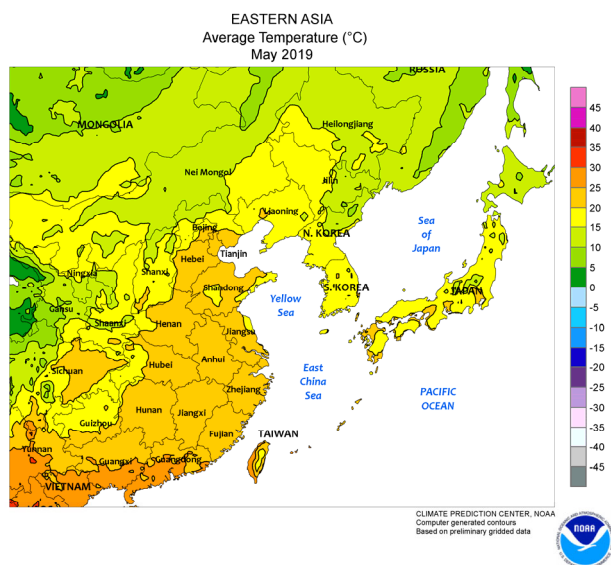 EASTERN ASIA
Average Temperature (°C)
May 2019
RUSSIA
MONGOLIA
Heilongjiang
Nei Mongol
Jilin
Liaoning
Beijing
N. KOREA
Sea
of
Japan
Tianjin
Hebei
Ningxia
Shanxi
Shandong
S. KOREA
JAPAN
Yellow
Sea
Gansu
Shaanxi
Henan
Jiangsu
Sichuan
Hubei
Anhui
East
China
Sea
Zhejiang
PACIFIC
OCEAN
Hunan
Jiangxi
Guizhou
Fujian
TAIWAN
Yunnan
Guangxi
Guangdong
VIETNAM
45
40
35
30
25
20
15
10
5
0
-5
-10
-15
-20
-25
-30
-35
-40
-45
CLIMATE PREDICTION CENTER, NOAA
Computer generated contours
Based on preliminary gridded data
NOAA